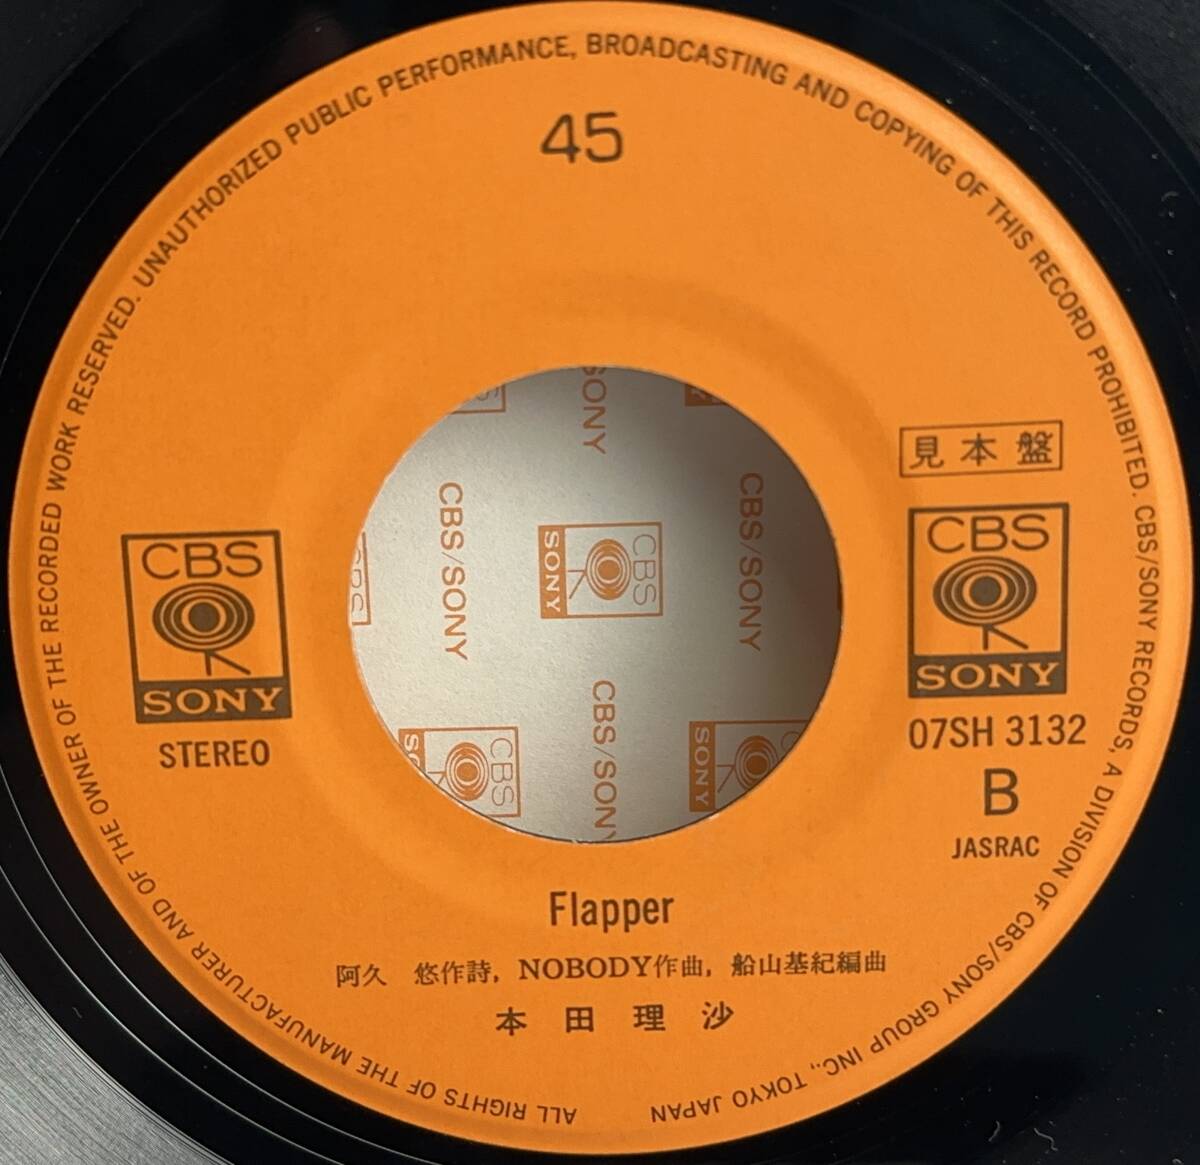 45
見本盤
CBS
SONY
STEREO
CBS
SONY
07SH 3132
B
JASRAC
Flapper
阿久　悠作詩, NOBODY作曲, 船山基紀編曲
本田理沙
ALL RIGHTS OF THE MANUFACTURER AND OF THE OWNER OF THE RECORDED WORK RESERVED. UNAUTHORIZED PUBLIC PERFORMANCE, BROADCASTING AND COPYING OF THIS RECORD PROHIBITED. CBS/SONY RECORDS, A DIVISION OF CBS/SONY GROUP INC., TOKYO JAPAN
SONY
CBS/SONY
CBS/SONY
CBS
SONY
CBS/SONY
CBS
CBS
SONY